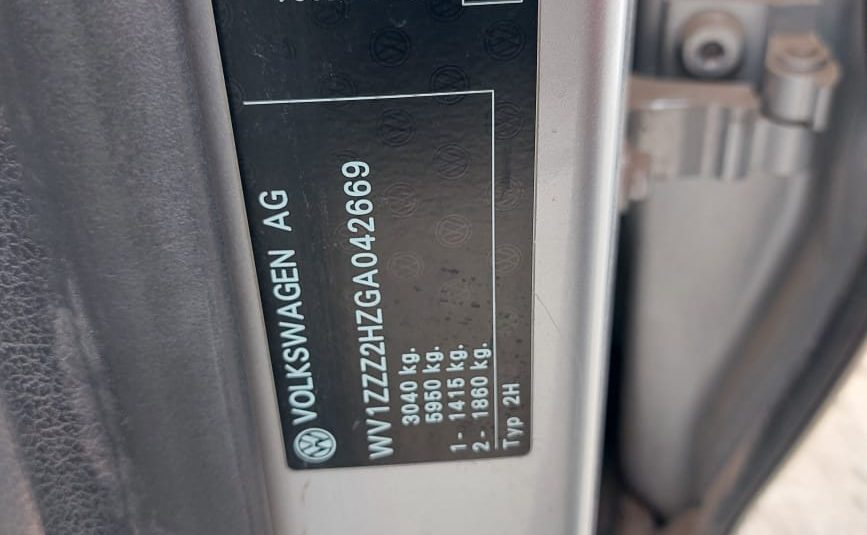 VOLKSWAGEN AG
WV1ZZZ2HZGA042669
3040 kg.
5950 kg.
1- 1415 kg.
2- 1860 kg.
Typ 2H